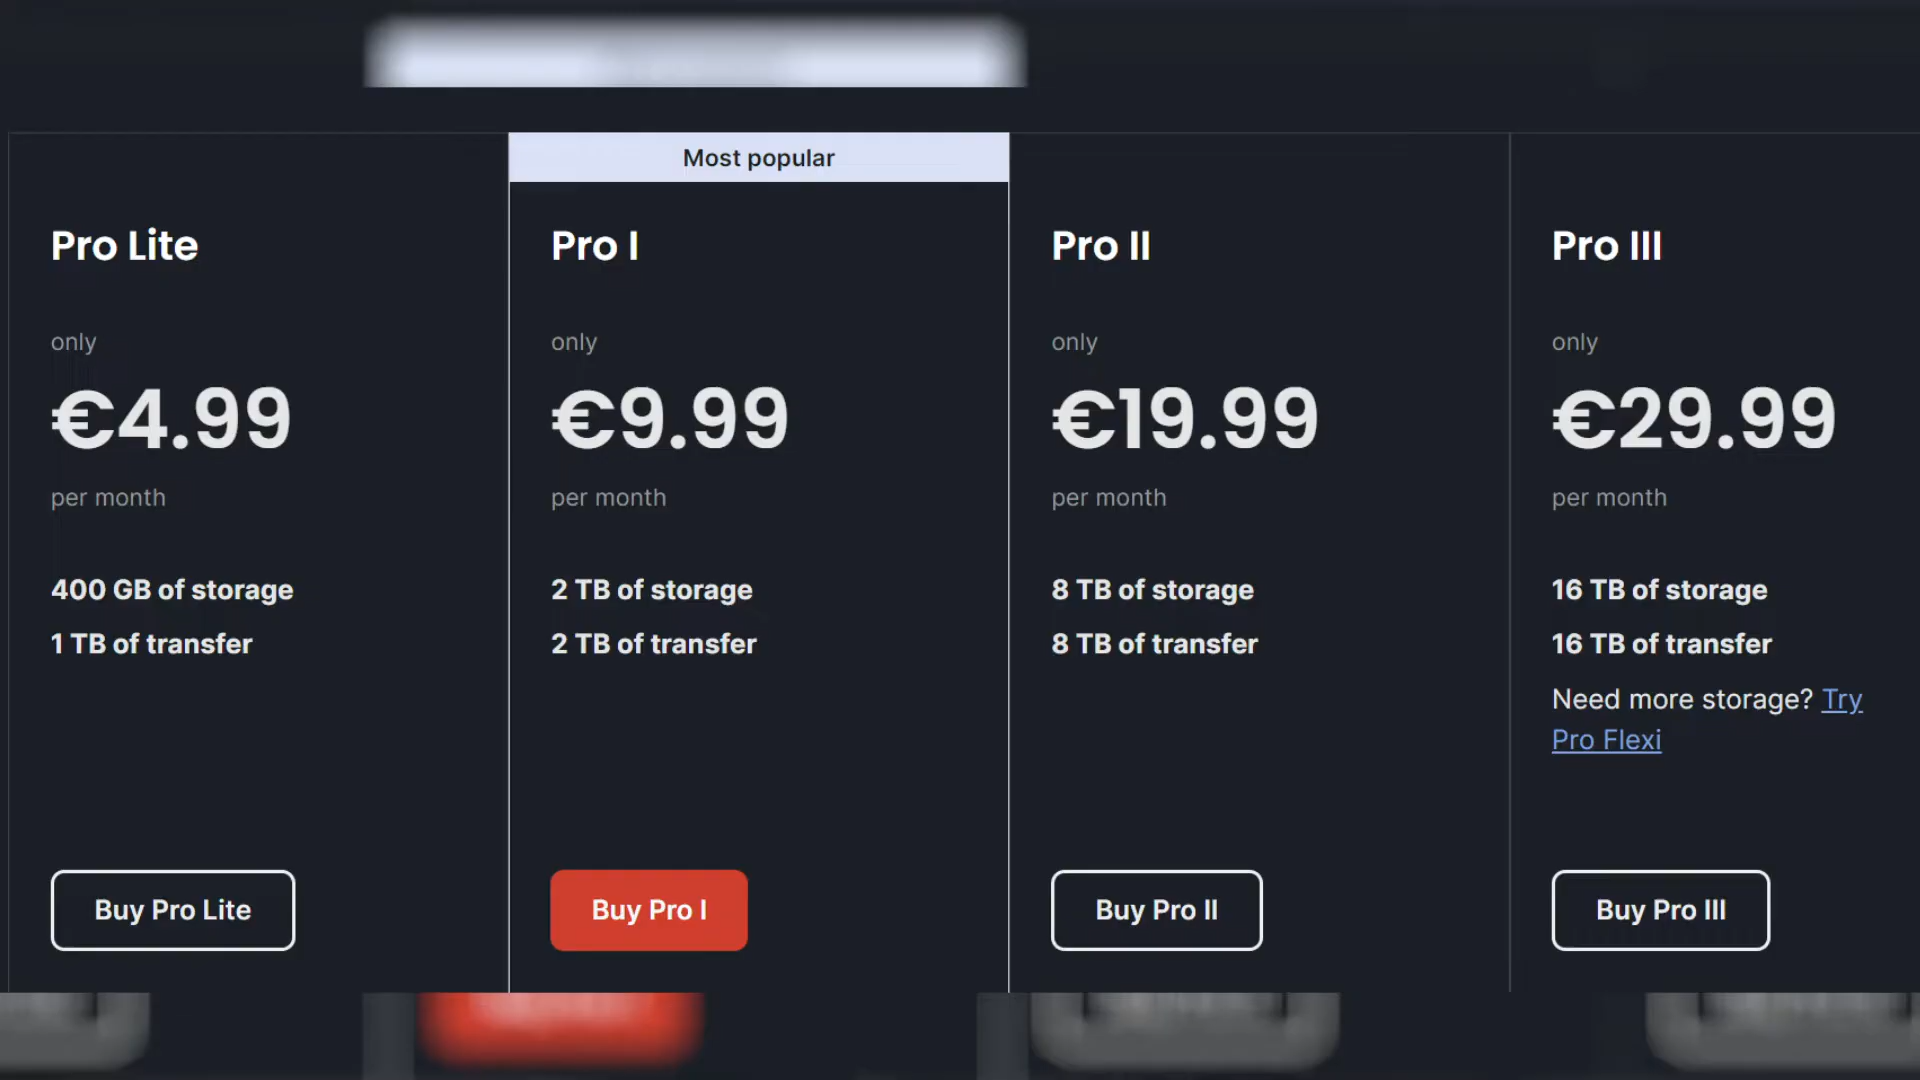 Most popular
Pro Lite
only
€4.99
per month
400 GB of storage
1 TB of transfer
Buy Pro Lite
Pro I
only
€9.99
per month
2 TB of storage
2 TB of transfer
Buy Pro I
Pro II
only
€19.99
per month
8 TB of storage
8 TB of transfer
Buy Pro II
Pro III
only
€29.99
per month
16 TB of storage
16 TB of transfer
Need more storage? Try
Pro Flexi
Buy Pro III